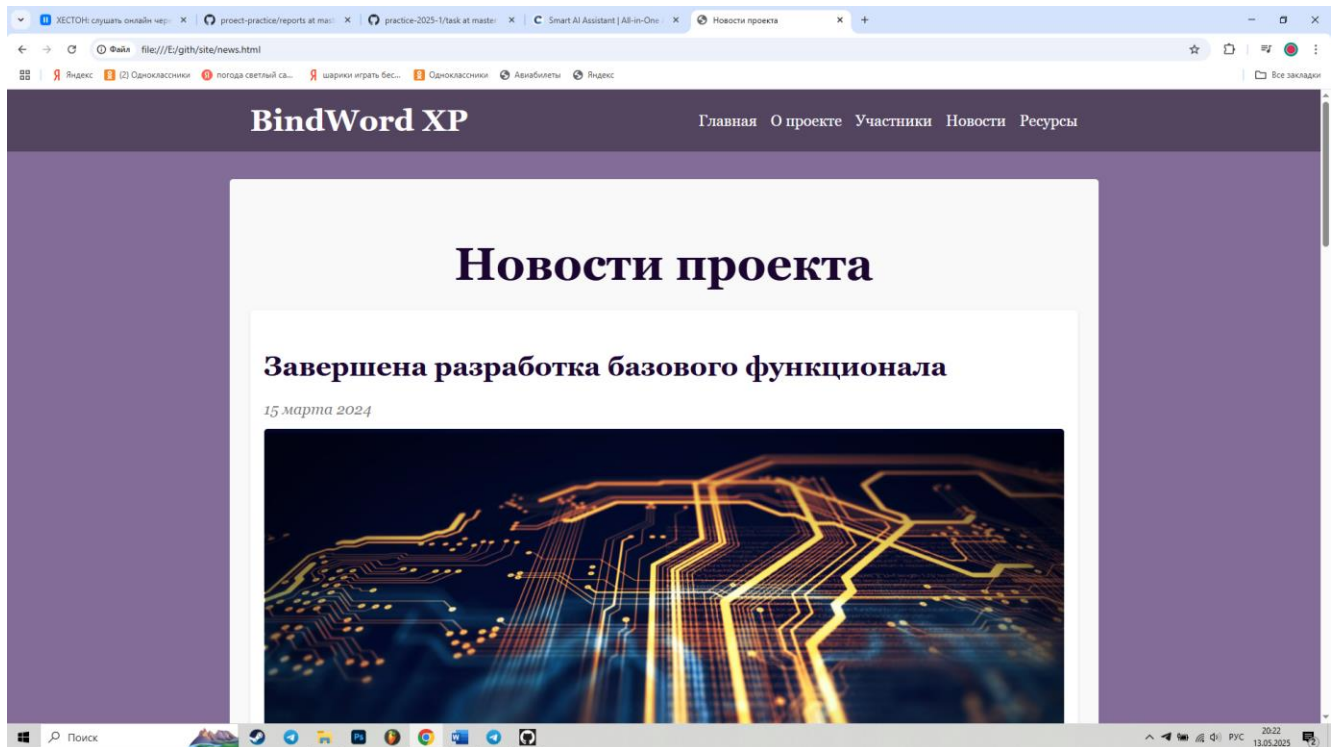 ХЕСТОН: слушать онлайн чере
proect-practice/reports at mast
practice-2025-1/task at master
Smart AI Assistant | All-in-One
Новости проекта
Файл file:///E:/gith/site/news.html
Яндекс (2) Одноклассники погода светлый са... шарики играть бес... Одноклассники Авиабилеты Яндекс Все закладки
BindWord XP
Главная О проекте Участники Новости Ресурсы
Новости проекта
Завершена разработка базового функционала
15 марта 2024
Поиск
РУС
20:22
13.05.2025